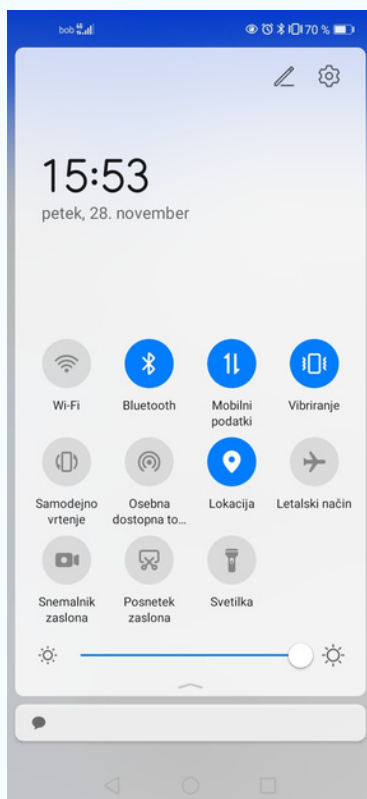 bob 70 %
15:53
petek, 28. november
Wi-Fi
Bluetooth
Mobilni
podatki
Vibriranje
Samodejno
vrtenje
Osebna
dostopna to...
Lokacija
Letalski način
Snemalnik
zaslona
Posnetek
zaslona
Svetilka